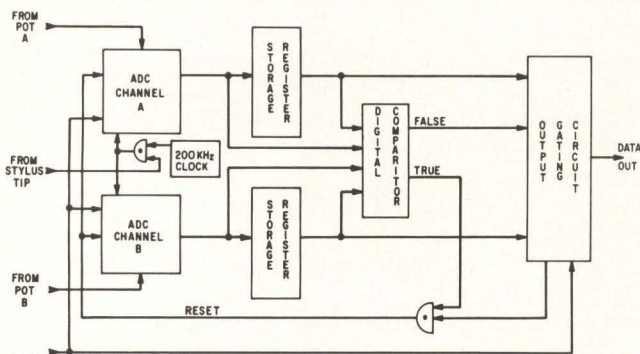 FROM
POT
A
ADC
CHANNEL
A
STORAGE
REGISTER
DIGITAL
COMPARITOR
FALSE
TRUE
OUTPUT
GATING
CIRCUIT
DATA
OUT
FROM
STYLUS
TIP
200 KHz
CLOCK
ADC
CHANNEL
B
STORAGE
REGISTER
FROM
POT
B
RESET